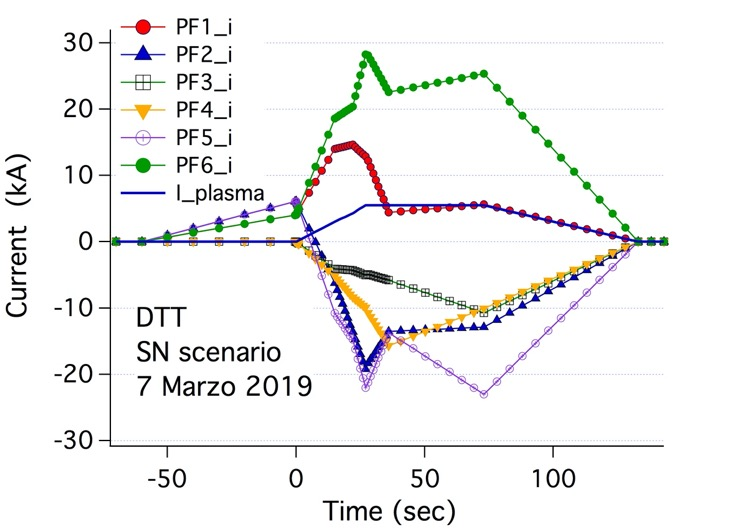 PF1_i
PF2_i
PF3_i
PF4_i
PF5_i
PF6_i
I_plasma
30
20
10
0
-10
-20
-30
Current (kA)
DTT
SN scenario
7 Marzo 2019
-50 0 50 100
Time (sec)